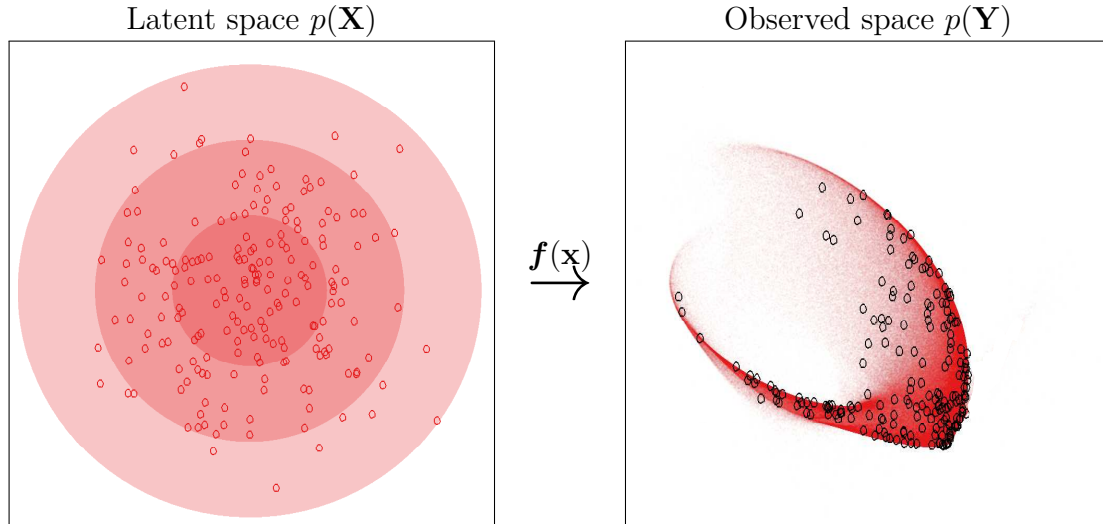 Latent space p(X)
Observed space p(Y)
f(x)